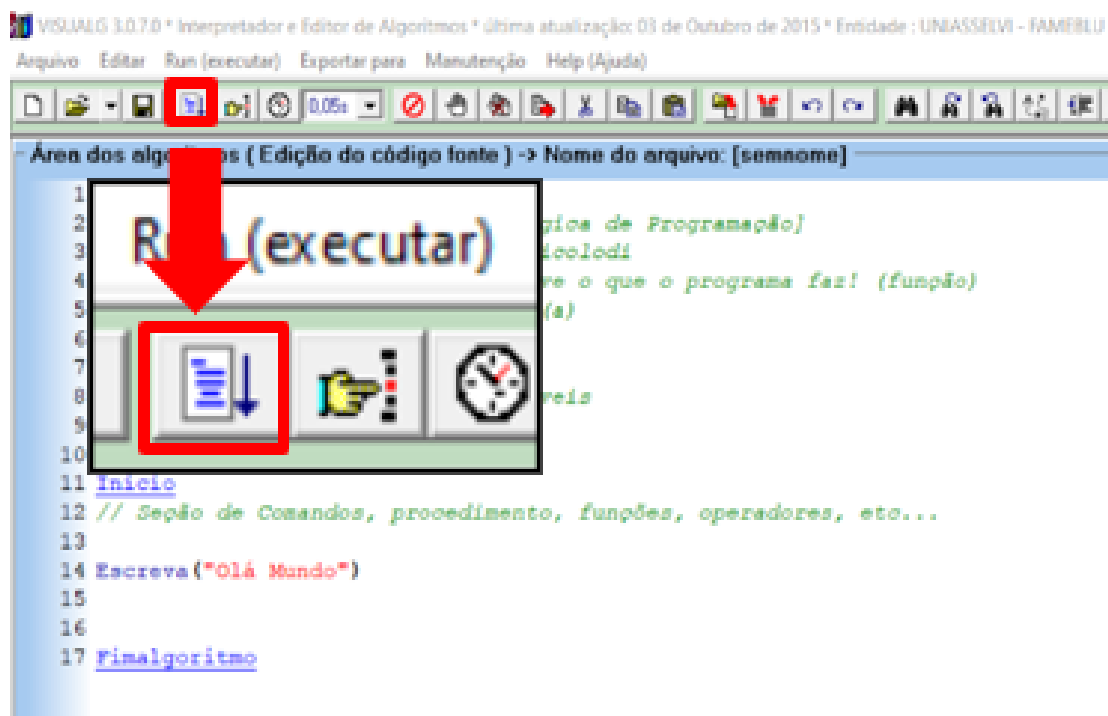 VISUALG 3.0.7.0 * Interpretador e Editor de Algoritmos * última atualização: 03 de Outubro de 2015 * Entidade : UNIASSELVI - FAMEBLU
Arquivo Editar Run (executar) Exportar para Manutenção Help (Ajuda)
0.05s
Área dos algoritmos ( Edição do código fonte ) -> Nome do arquivo: [semnome]
1
2 gica de Programação]
3 icolodi
4 re o que o programa faz! (função)
5 (a)
6
7
8 reis
9
10
Run (executar)
11 Inicio
12 // Seção de Comandos, procedimento, funções, operadores, etc...
13
14 Escreva("Olá Mundo")
15
16
17 Fimalgoritmo